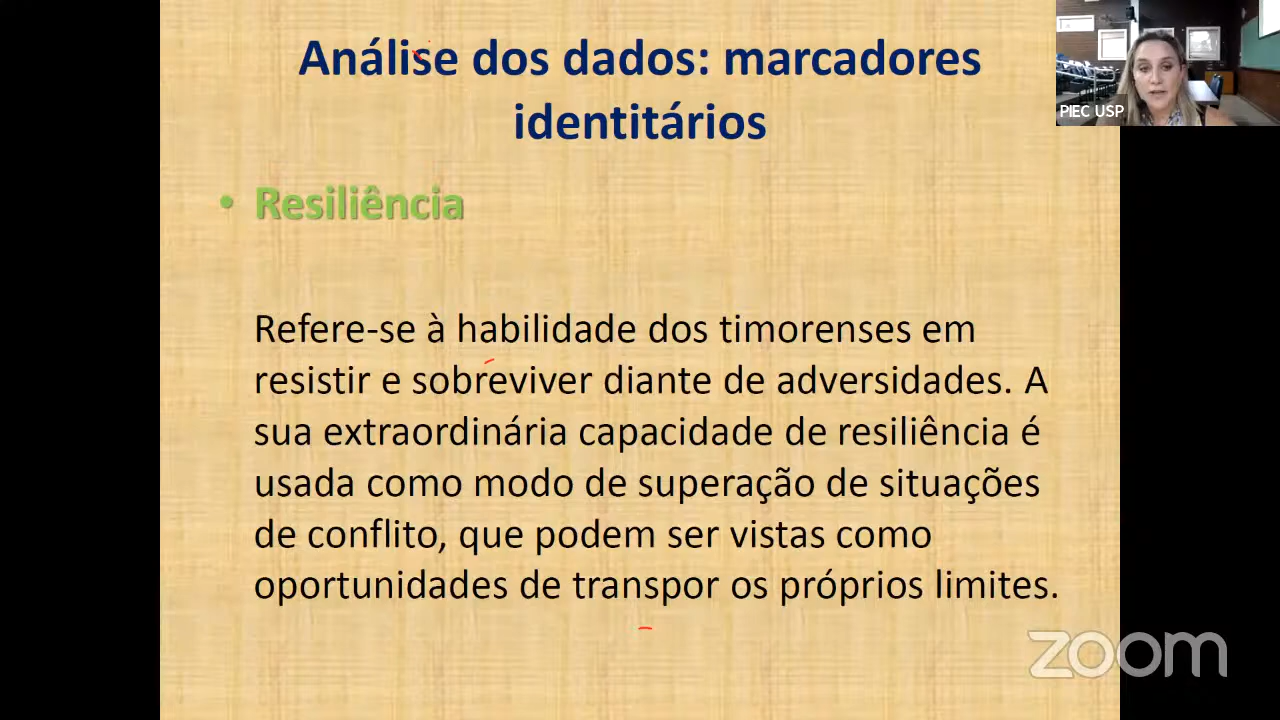 Análise dos dados: marcadores
identitários
PIEC USP
• Resiliência
Refere-se à habilidade dos timorenses em
resistir e sobreviver diante de adversidades. A
sua extraordinária capacidade de resiliência é
usada como modo de superação de situações
de conflito, que podem ser vistas como
oportunidades de transpor os próprios limites.
zoom